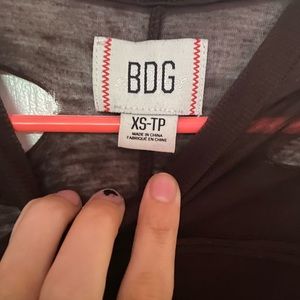 BDG
XS-TP
MADE IN CHINA
FABRIQUÉ EN CHINE